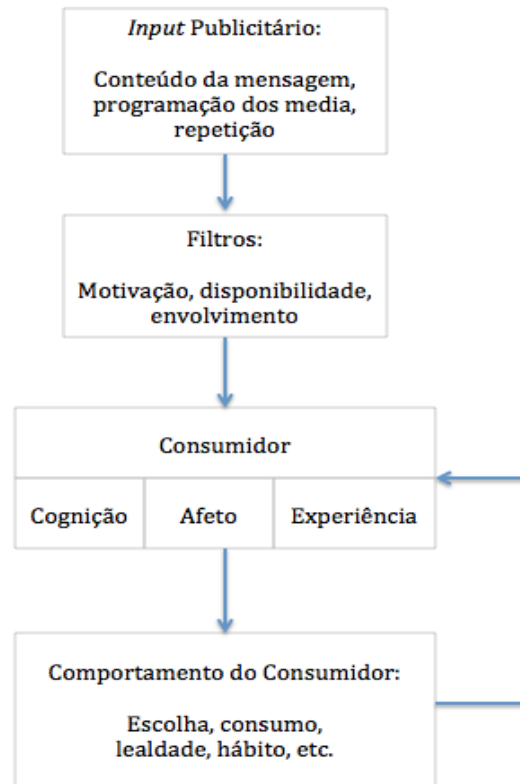 Input Publicitário:
Conteúdo da mensagem,
programação dos media,
repetição
Filtros:
Motivação, disponibilidade,
envolvimento
Consumidor
Cognição
Afeto
Experiência
Comportamento do Consumidor:
Escolha, consumo,
lealdade, hábito, etc.